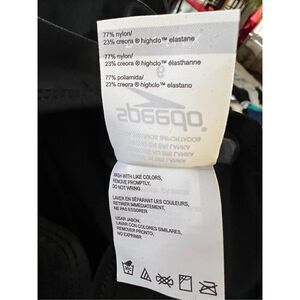 77% nylon/
23% creora ® highclo™ elastane
77% nylon/
23% creora ® highclo™ élasthanne
77% poliamida/
23% creora ® highclo™ elastano
speedo
WASH WITH LIKE COLORS,
REMOVE PROMPTLY,
DO NOT WRING
LAVER EN SÉPARANT LES COULEURS,
RETIRER IMMÉDIATEMENT,
NE PAS ESSORER
USAR JABON,
LAVAR CON COLORES SIMILARES,
REMOVER PRONTO,
NO EXPRIMIR